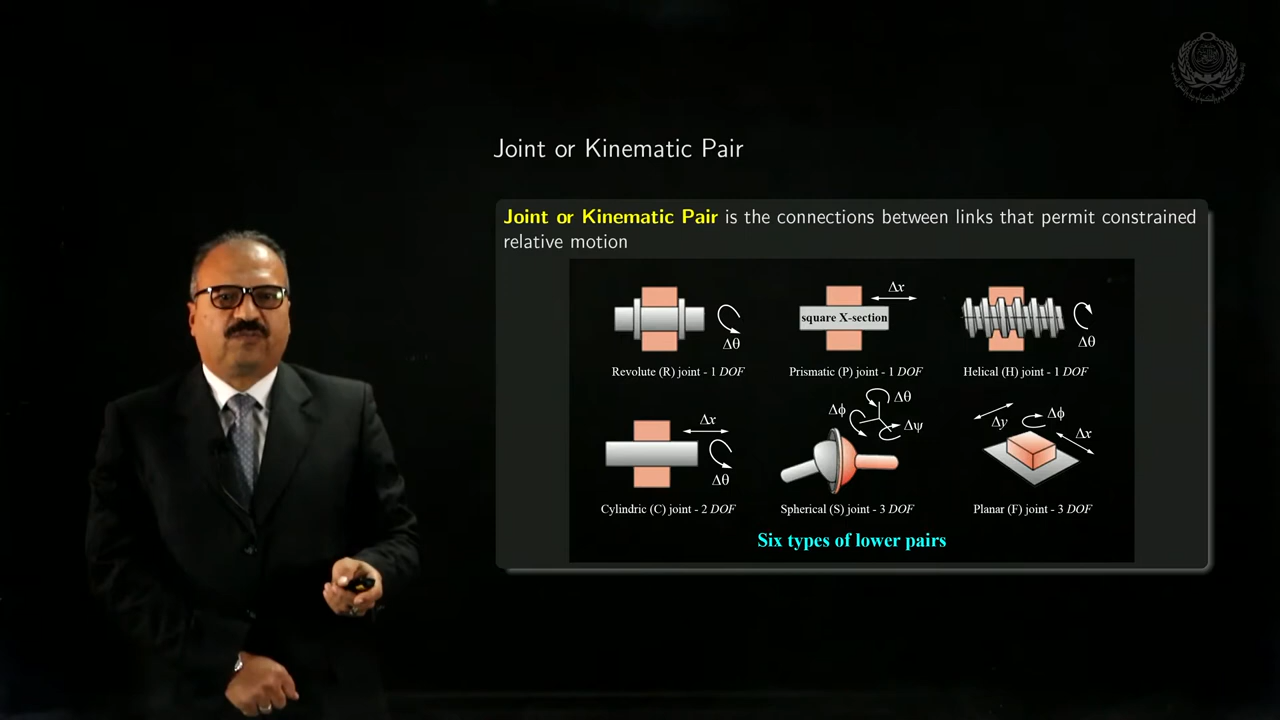 Joint or Kinematic Pair
Joint or Kinematic Pair is the connections between links that permit constrained
relative motion
Δθ
square X-section
Δx
Δθ
Revolute (R) joint - 1 DOF
Prismatic (P) joint - 1 DOF
Helical (H) joint - 1 DOF
Δx
Δθ
Δθ
Δϕ
Δψ
Δy
Δϕ
Δx
Cylindric (C) joint - 2 DOF
Spherical (S) joint - 3 DOF
Planar (F) joint - 3 DOF
Six types of lower pairs